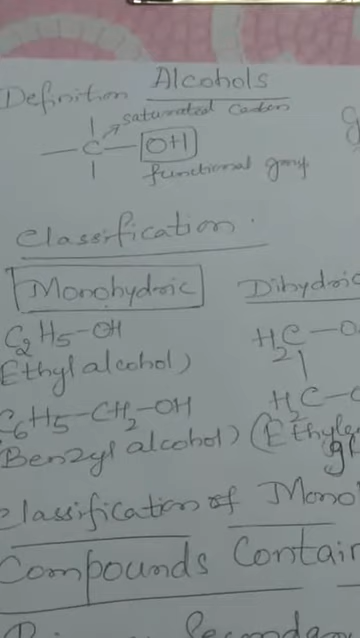 Alcohols
Definition
saturated carbon
— C — OH
functional group
Classification.
Monohydric Dihydric
C2H5-OH H2C-O
(Ethyl alcohol)
C6H5-CH2-OH H2C-
(Benzyl alcohol) (Ethyle
gl
Classification of Mono
Compounds Contain